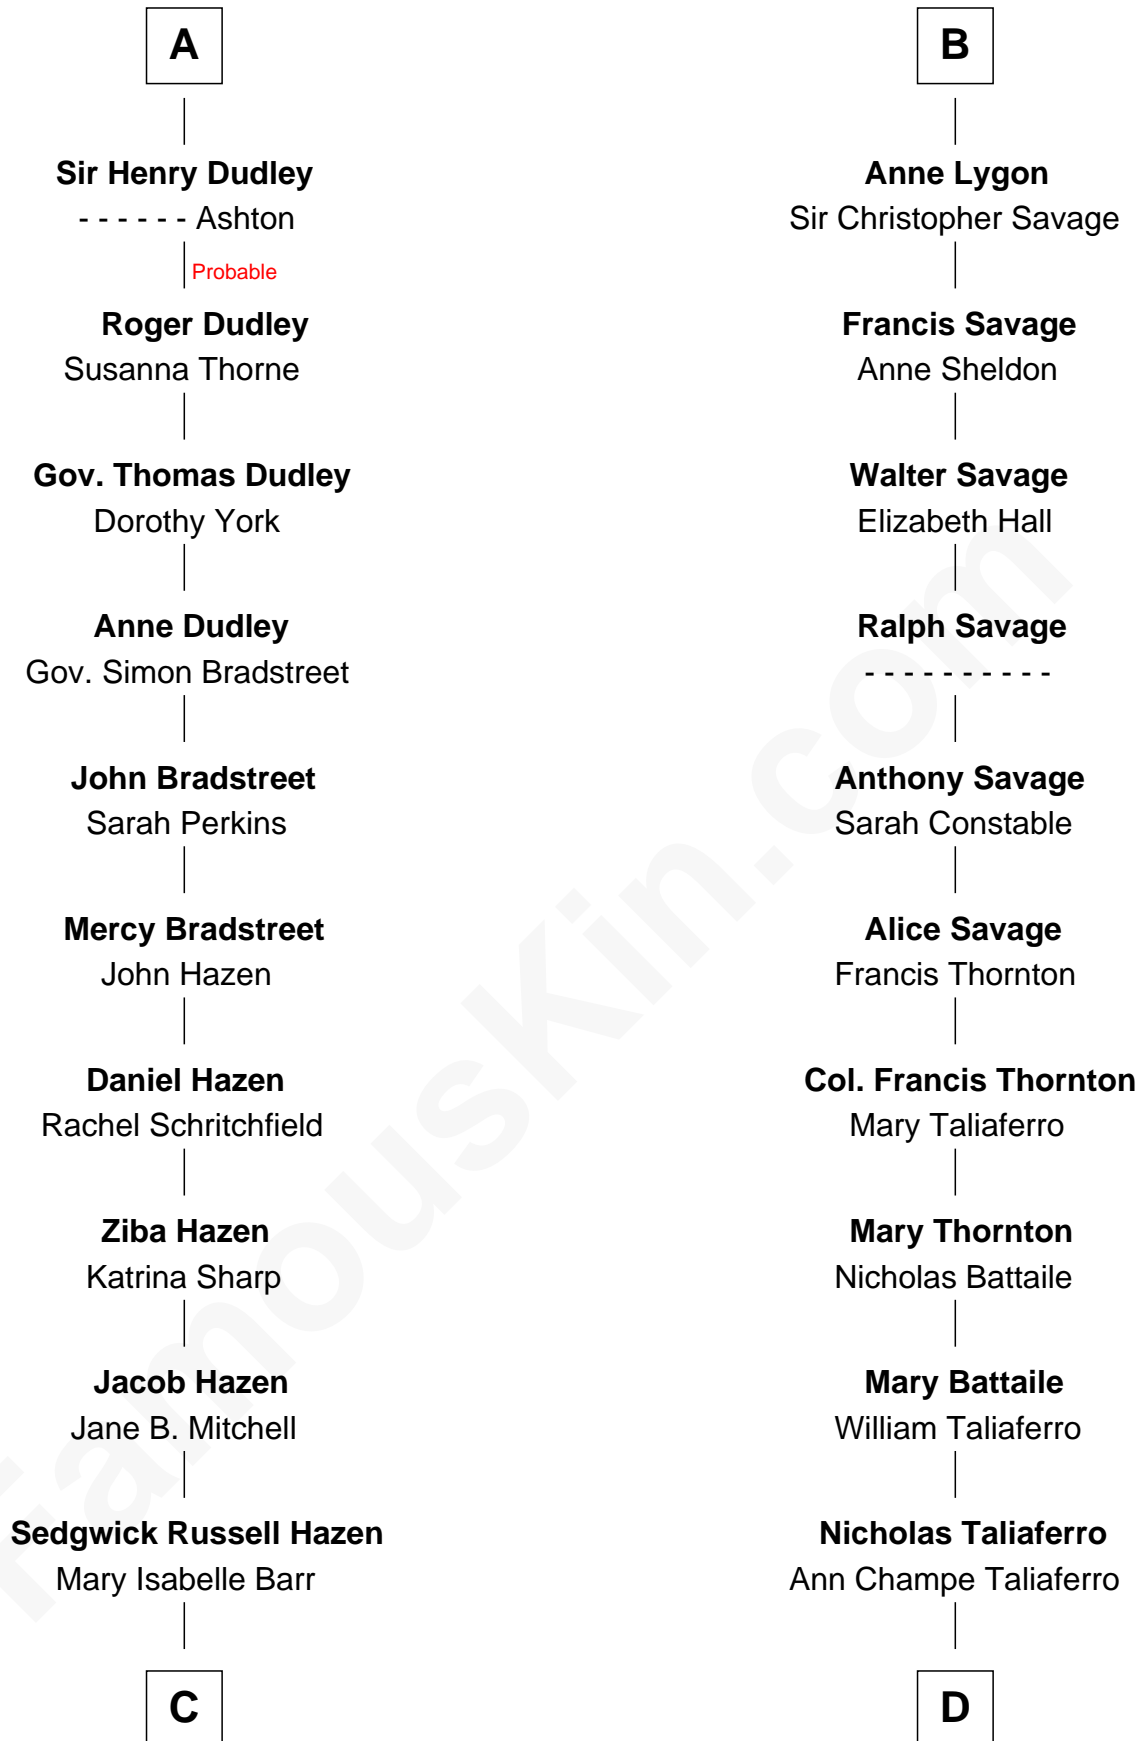 A
Sir Henry Dudley
- - - - - - Ashton
Probable
Roger Dudley
Susanna Thorne
Gov. Thomas Dudley
Dorothy York
Anne Dudley
Gov. Simon Bradstreet
John Bradstreet
Sarah Perkins
Mercy Bradstreet
John Hazen
Daniel Hazen
Rachel Schritchfield
Ziba Hazen
Katrina Sharp
Jacob Hazen
Jane B. Mitchell
Sedgwick Russell Hazen
Mary Isabelle Barr
C
B
Anne Lygon
Sir Christopher Savage
Francis Savage
Anne Sheldon
Walter Savage
Elizabeth Hall
Ralph Savage
- - - - - - - - - -
Anthony Savage
Sarah Constable
Alice Savage
Francis Thornton
Col. Francis Thornton
Mary Taliaferro
Mary Thornton
Nicholas Battaile
Mary Battaile
William Taliaferro
Nicholas Taliaferro
Ann Champe Taliaferro
D
FamousKin.com